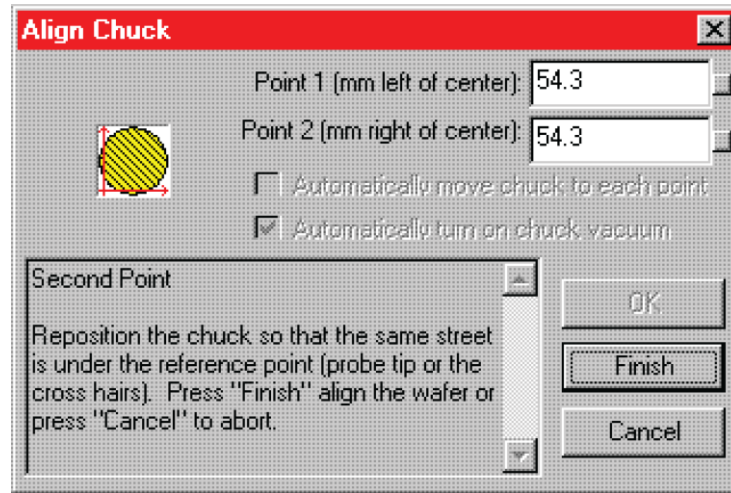 Align Chuck
Point 1 (mm left of center): 54.3
Point 2 (mm right of center): 54.3
Automatically move chuck to each point
Automatically turn on chuck vacuum
Second Point
Reposition the chuck so that the same street
is under the reference point (probe tip or the
cross hairs). Press "Finish" align the wafer or
press "Cancel" to abort.
OK
Finish
Cancel